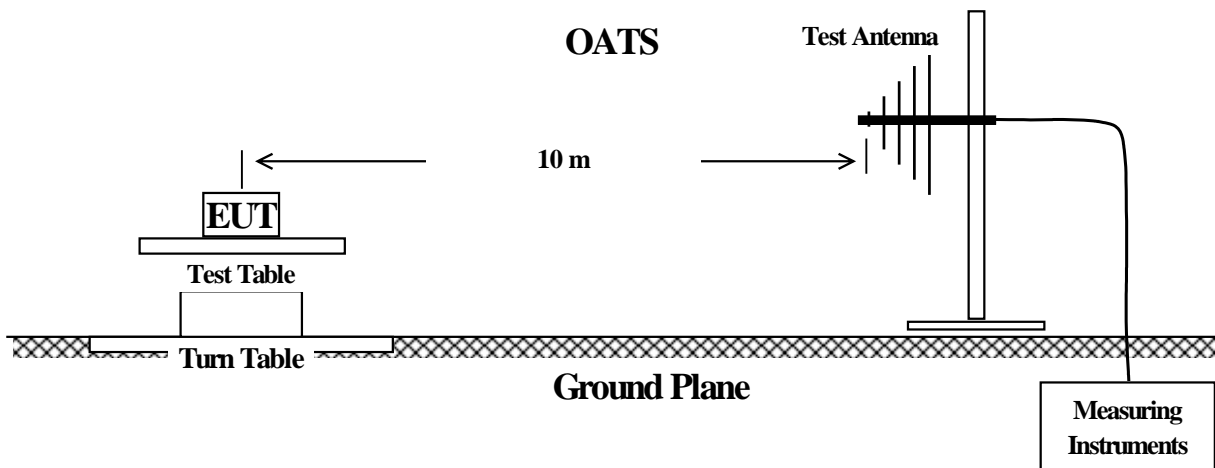 OATS
Test Antenna
10 m
EUT
Test Table
Turn Table
Ground Plane
Measuring
Instruments